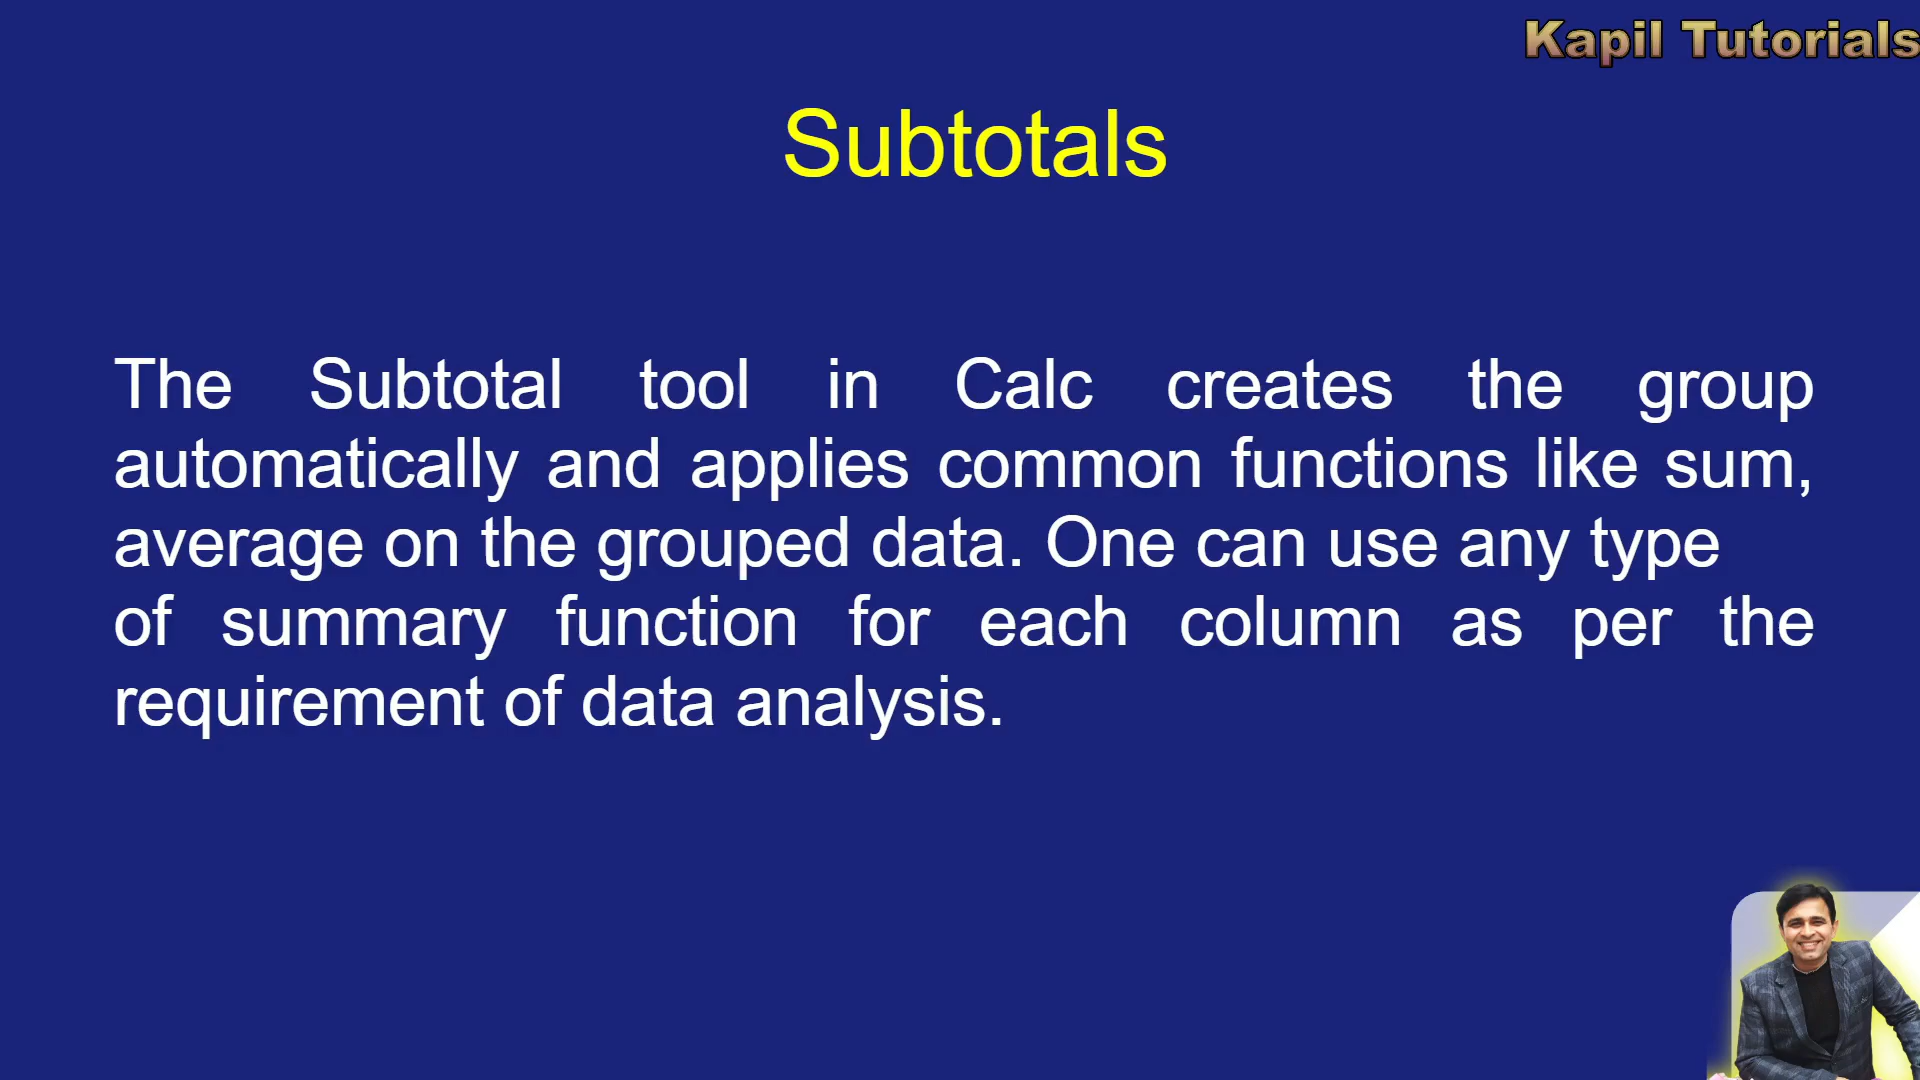 Kapil Tutorials
Subtotals
The Subtotal tool in Calc creates the group
automatically and applies common functions like sum,
average on the grouped data. One can use any type
of summary function for each column as per the
requirement of data analysis.